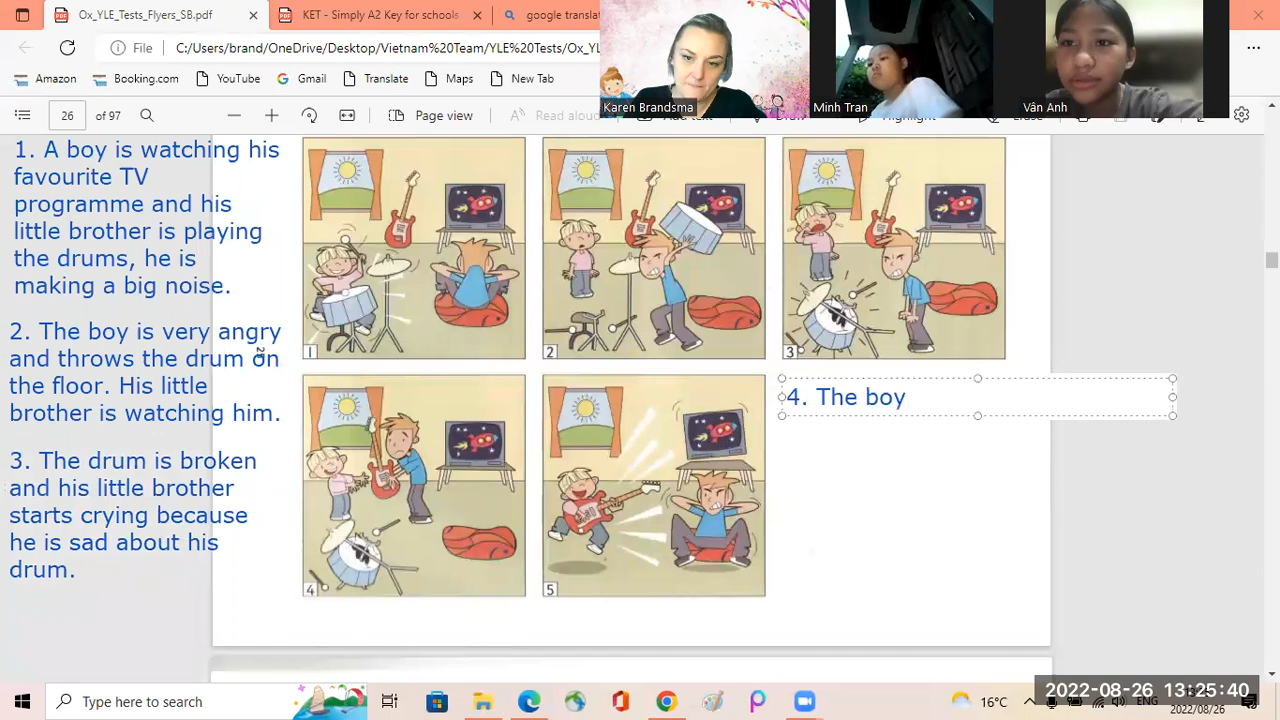 Ox_YLE_Tests_Flyers_SB.pdf
KET - Simply A2 Key for schools
google translat
File
C:/Users/brand/OneDrive/Desktop/Vietnam%20Team/YLE%20Tests/Ox_YL
Amazon
Booking.com
YouTube
Gmail
Translate
Maps
New Tab
Karen Brandsma
Minh Tran
Vân Anh
26
of 97
Page view
Read aloud
1. A boy is watching his
favourite TV
programme and his
little brother is playing
the drums, he is
making a big noise.
2. The boy is very angry
and throws the drum on
the floor. His little
brother is watching him.
3. The drum is broken
and his little brother
starts crying because
he is sad about his
drum.
1
2
3
4
5
4. The boy
Type here to search
16°C
ENG
2022-08-26 13:25:40
2022/08/26